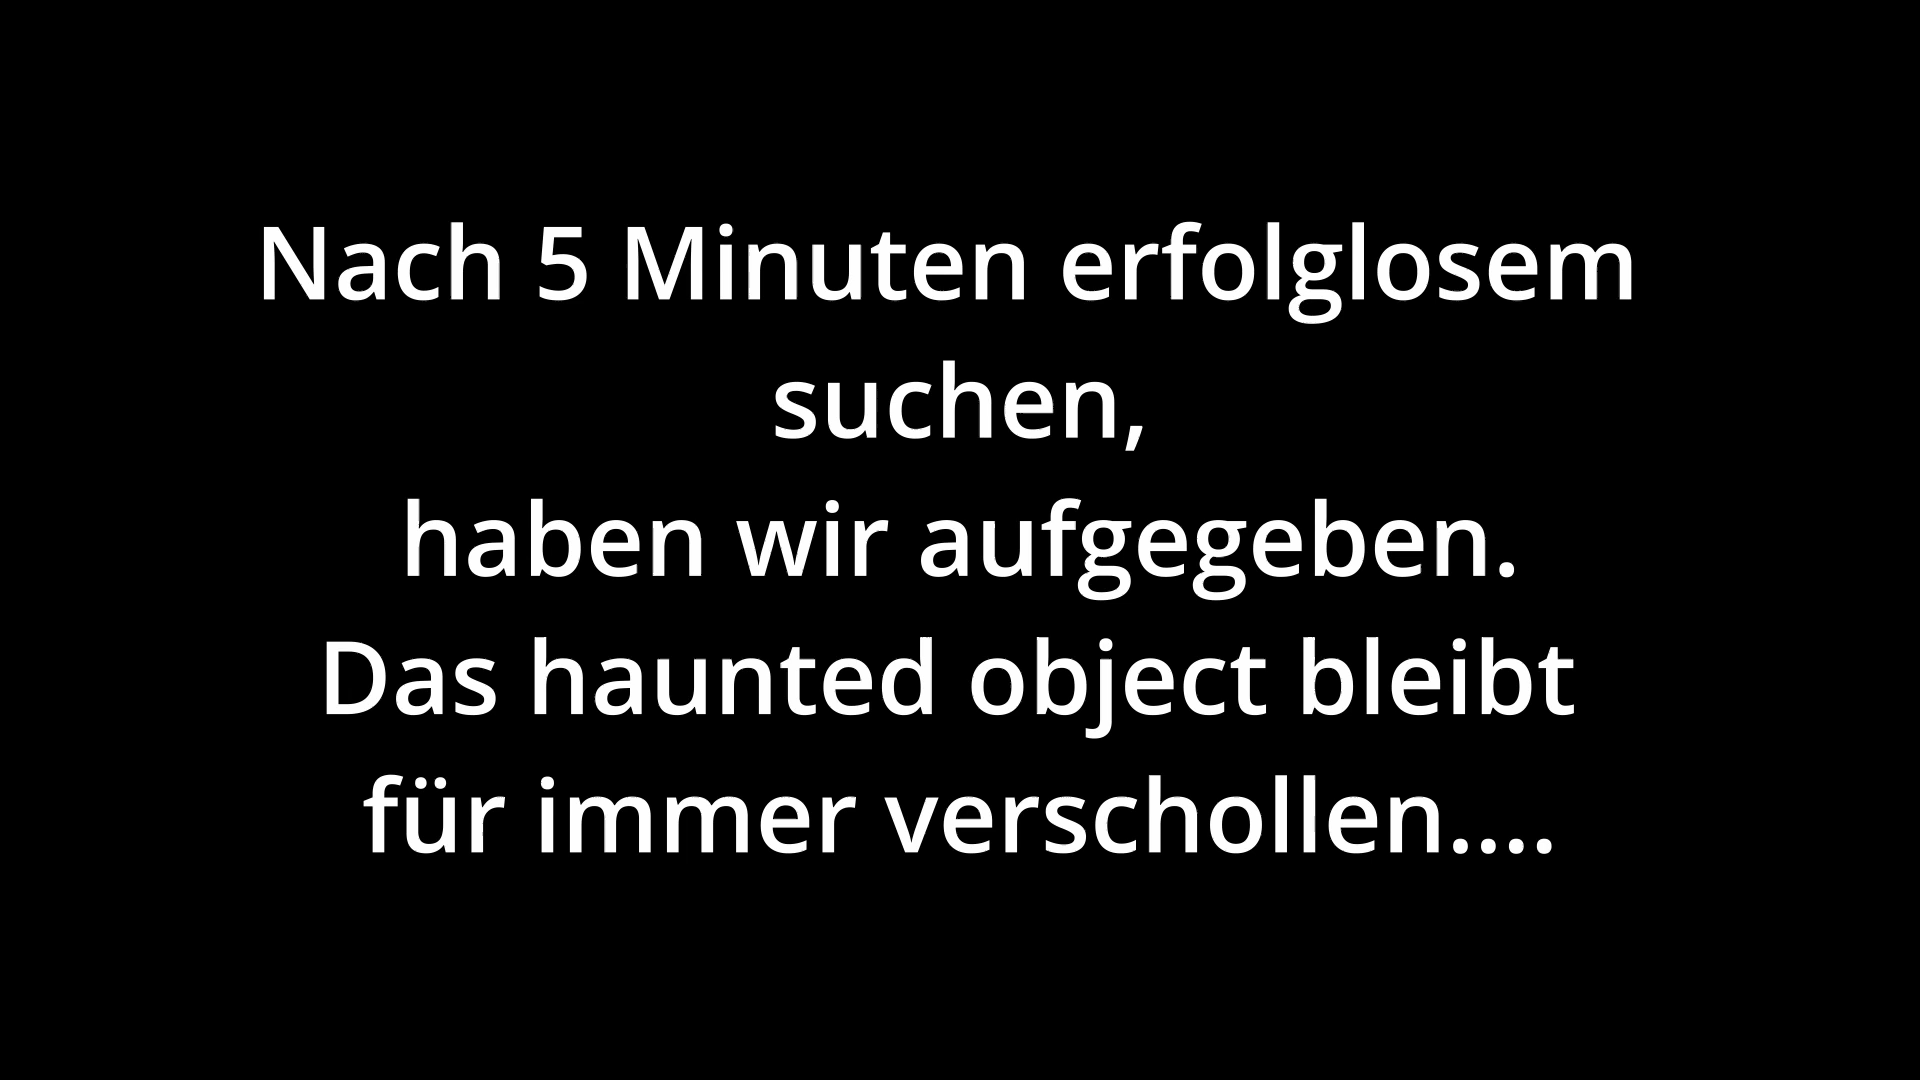 Nach 5 Minuten erfolglosem
suchen,
haben wir aufgegeben.
Das haunted object bleibt
für immer verschollen....